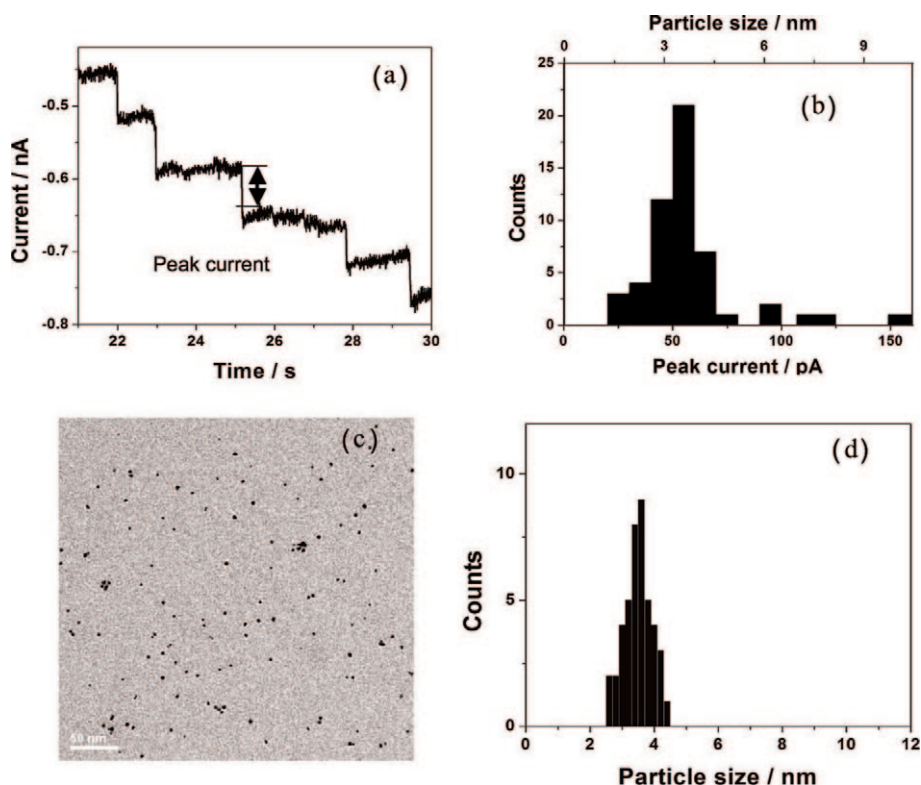 (a)
Current / nA
-0.5
-0.6
-0.7
-0.8
Peak current
22 24 26 28 30
Time / s
Particle size / nm
0 3 6 9
(b)
Counts
25
20
15
10
5
0
0 50 100 150
Peak current / pA
(c)
50 nm
(d)
Counts
10
5
0
0 2 4 6 8 10 12
Particle size / nm